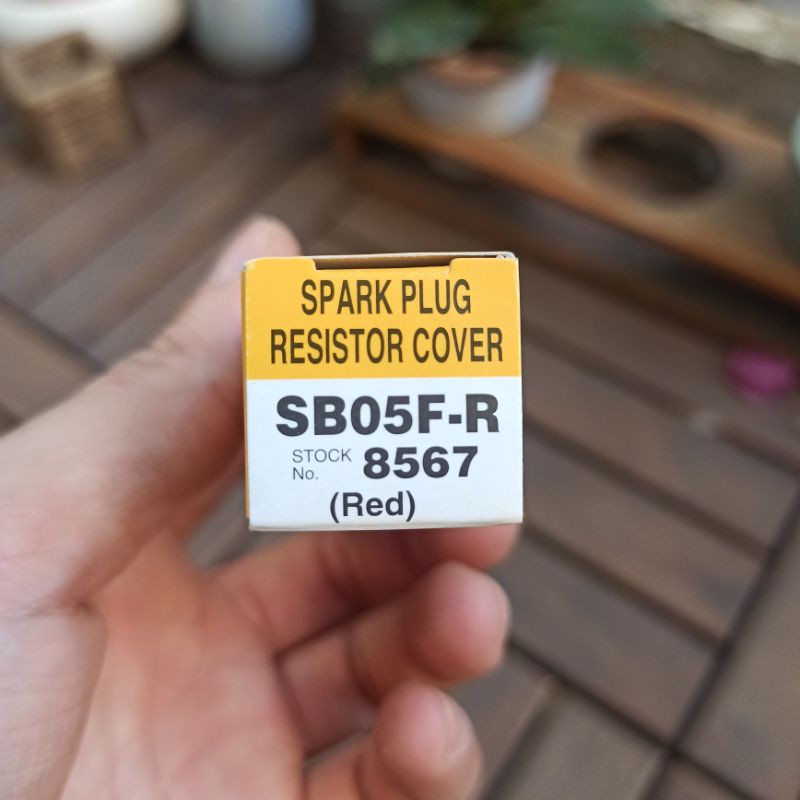 SPARK PLUG
RESISTOR COVER
SB05F-R
STOCK No. 8567
(Red)